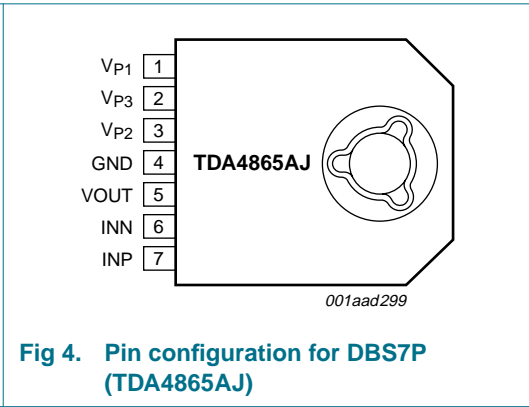 VP1 1
VP3 2
VP2 3
GND 4
VOUT 5
INN 6
INP 7
TDA4865AJ
001aad299
Fig 4. Pin configuration for DBS7P
(TDA4865AJ)